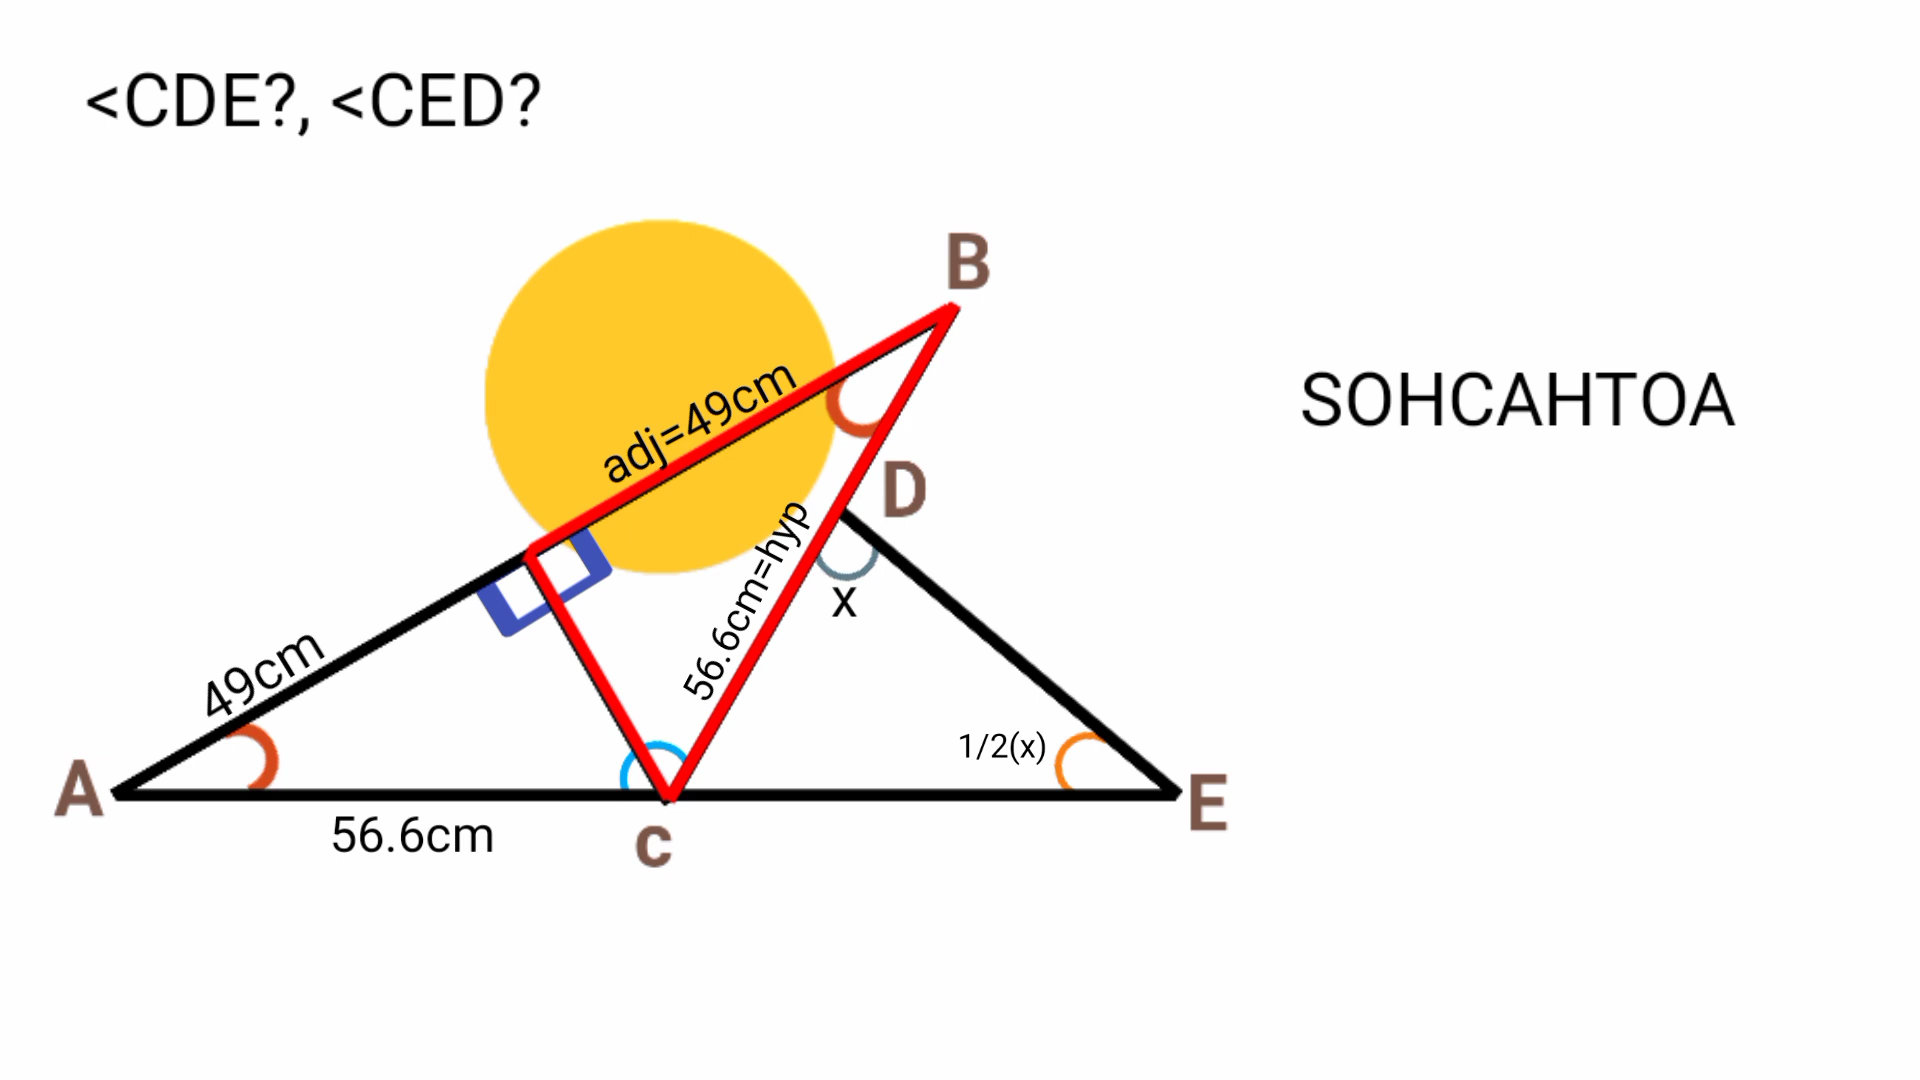 <CDE?, <CED?
B
SOHCAHTOA
adj=49cm
D
56.6cm=hyp
x
49cm
1/2(x)
A
E
56.6cm
c